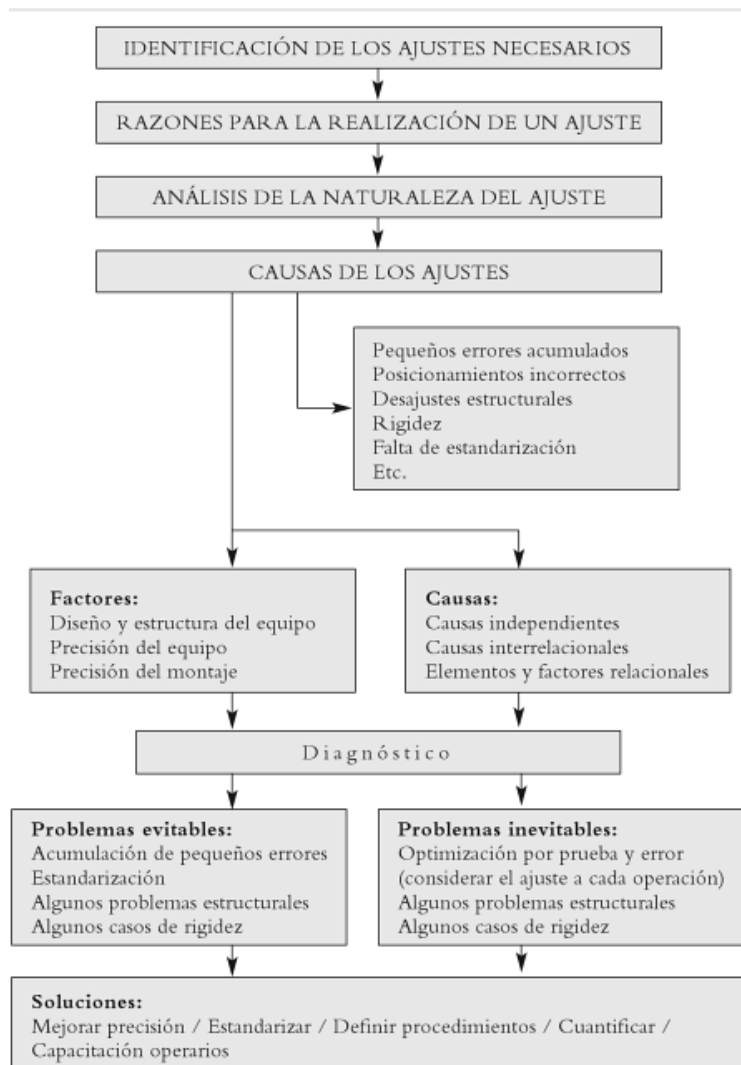 IDENTIFICACIÓN DE LOS AJUSTES NECESARIOS
RAZONES PARA LA REALIZACIÓN DE UN AJUSTE
ANÁLISIS DE LA NATURALEZA DEL AJUSTE
CAUSAS DE LOS AJUSTES
Pequeños errores acumulados
Posicionamientos incorrectos
Desajustes estructurales
Rigidez
Falta de estandarización
Etc.
Factores:
Diseño y estructura del equipo
Precisión del equipo
Precisión del montaje
Causas:
Causas independientes
Causas interrelacionales
Elementos y factores relacionales
Diagnóstico
Problemas evitables:
Acumulación de pequeños errores
Estandarización
Algunos problemas estructurales
Algunos casos de rigidez
Problemas inevitables:
Optimización por prueba y error
(considerar el ajuste a cada operación)
Algunos problemas estructurales
Algunos casos de rigidez
Soluciones:
Mejorar precisión / Estandarizar / Definir procedimientos / Cuantificar /
Capacitación operarios